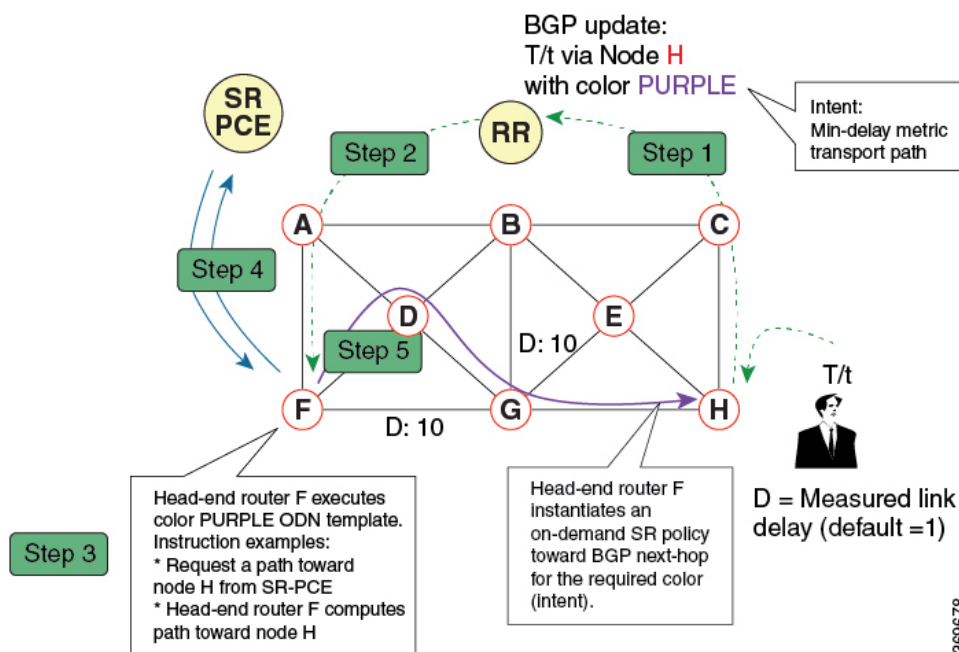 BGP update:
T/t via Node H
with color PURPLE
SR
PCE
RR
Step 2
Step 1
Intent:
Min-delay metric
transport path
A
B
C
Step 4
D
E
Step 5
D: 10
T/t
F
G
H
D: 10
Head-end router F executes
color PURPLE ODN template.
Instruction examples:
* Request a path toward
node H from SR-PCE
* Head-end router F computes
path toward node H
Head-end router F
instantiates an
on-demand SR policy
toward BGP next-hop
for the required color
(intent).
D = Measured link
delay (default =1)
Step 3